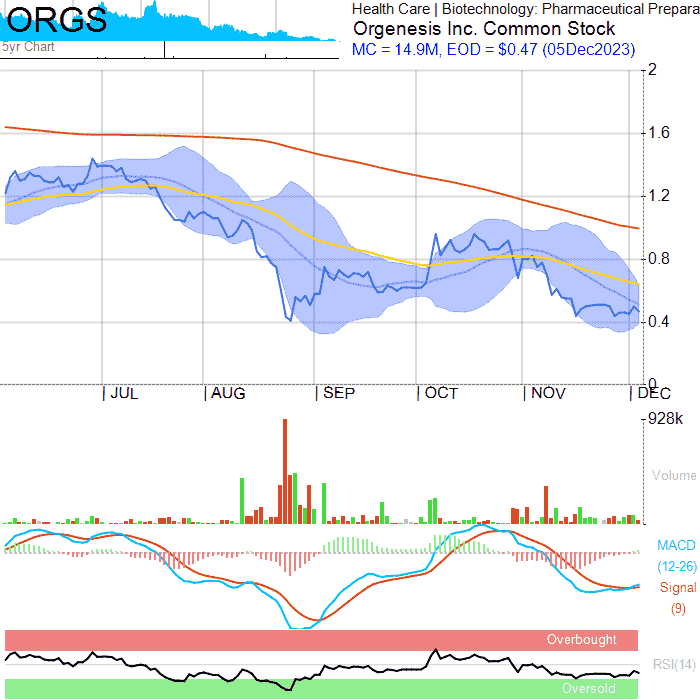 ORGS
5yr Chart
Health Care | Biotechnology: Pharmaceutical Prepara
Orgenesis Inc. Common Stock
MC = 14.9M, EOD = $0.47 (05Dec2023)
2
1.6
1.2
0.8
0.4
0
JUL AUG SEP OCT NOV DEC
928k
Volume
MACD
(12-26)
Signal
(9)
Overbought
RSI(14)
Oversold